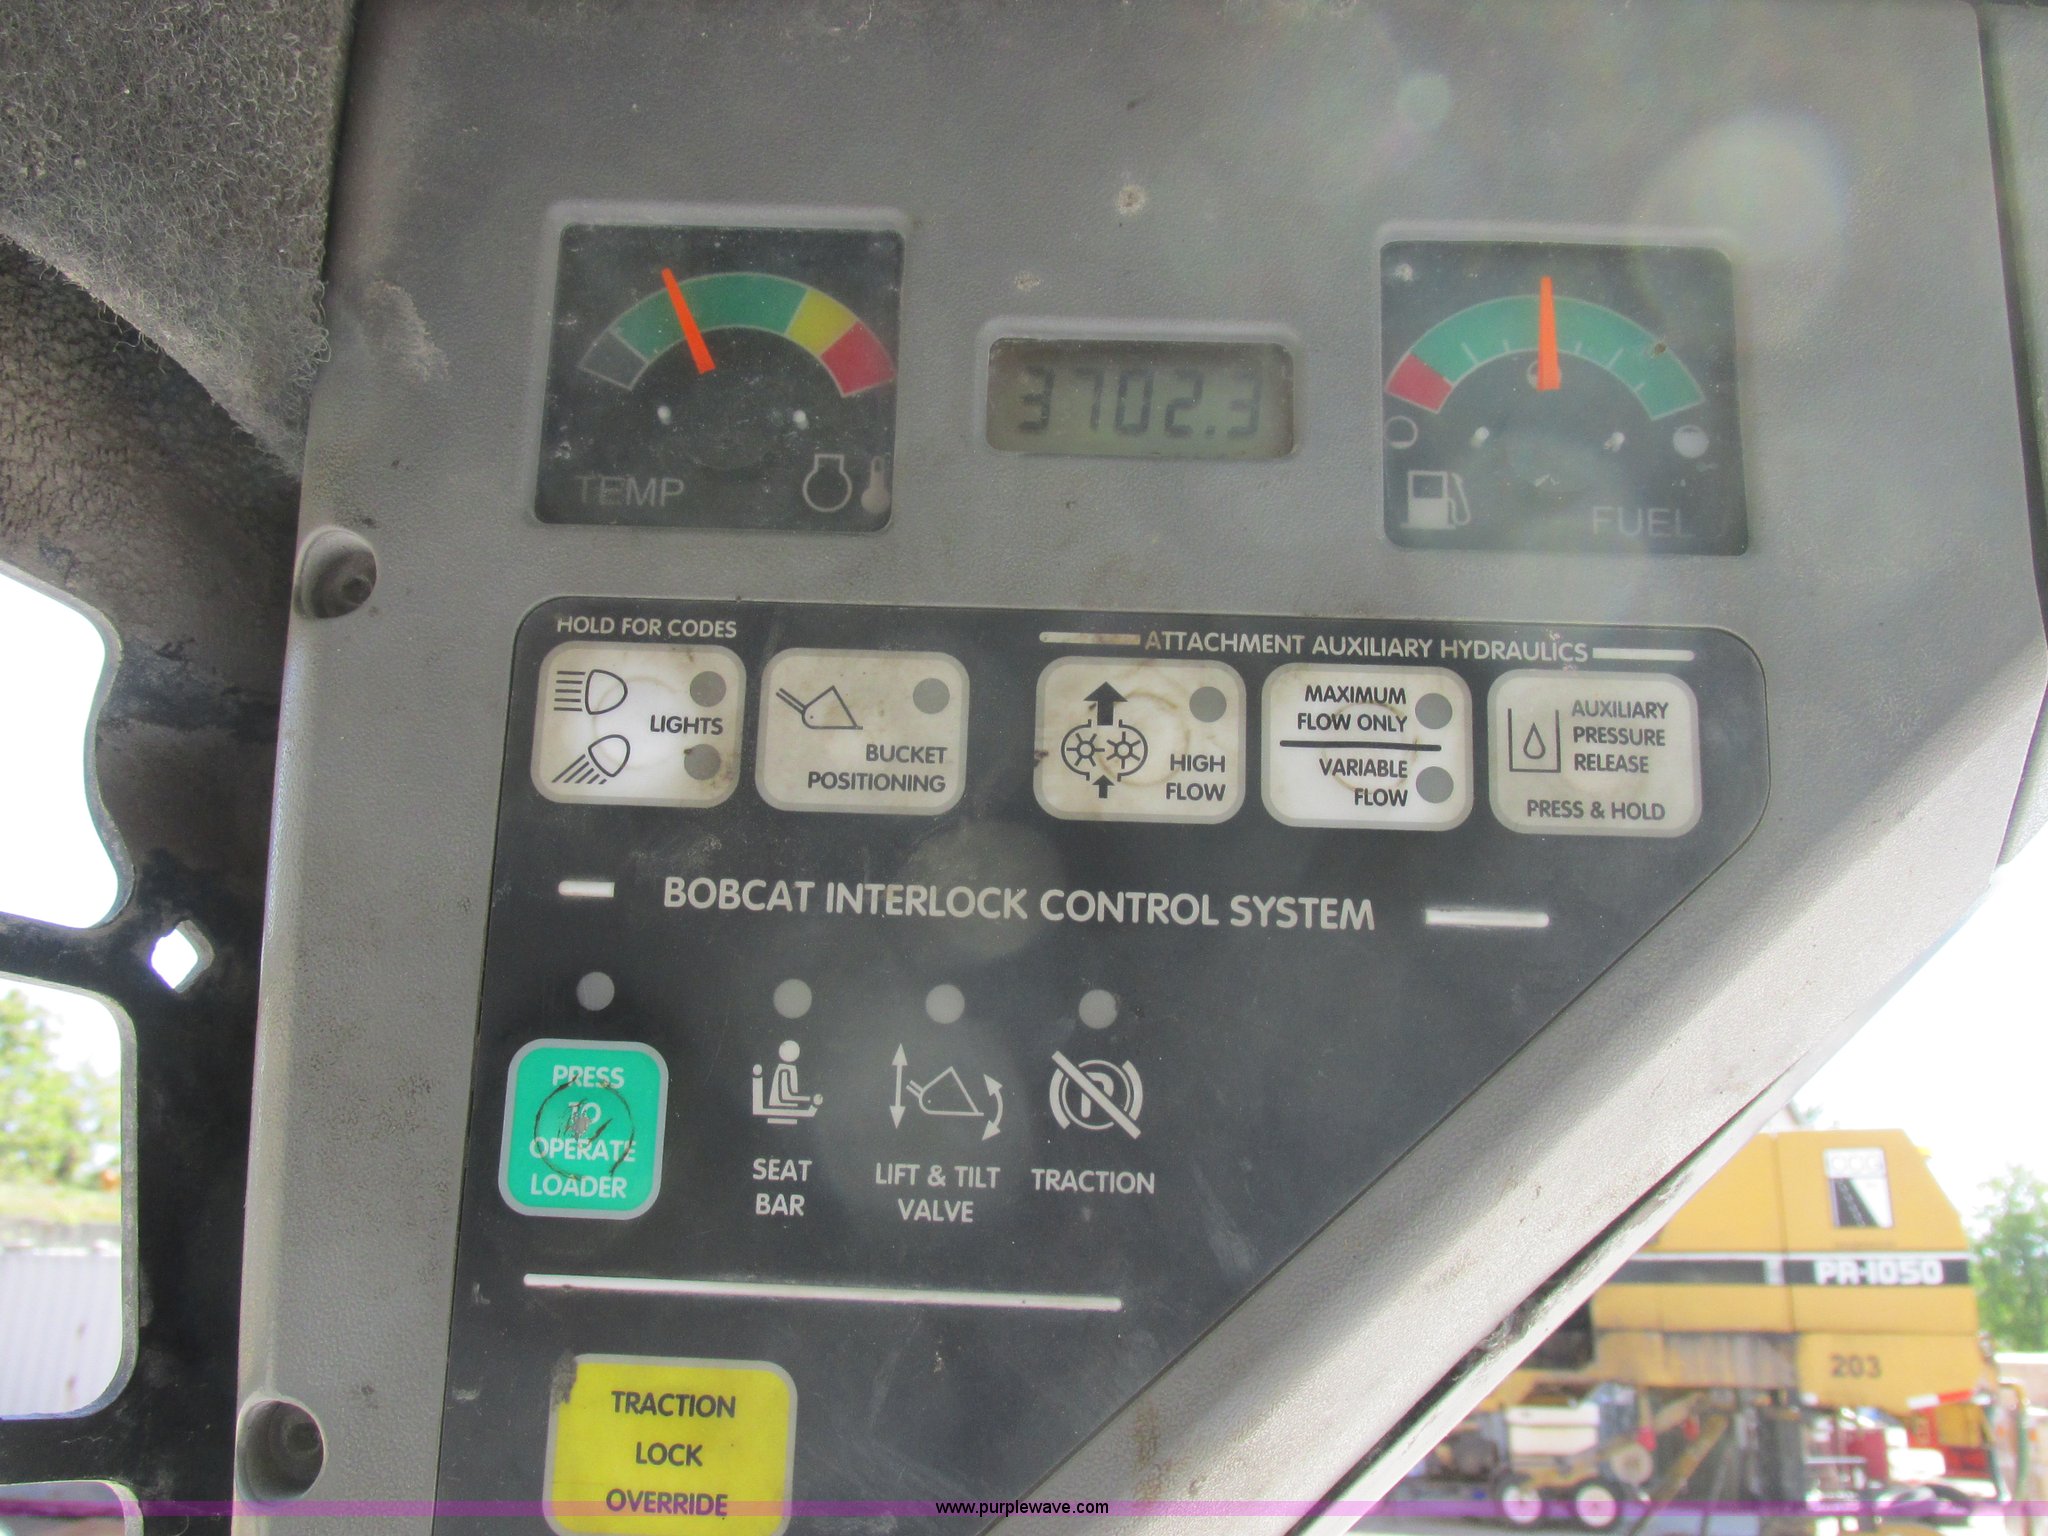 3702.3
TEMP
FUEL
HOLD FOR CODES
LIGHTS
BUCKET
POSITIONING
ATTACHMENT AUXILIARY HYDRAULICS
HIGH
FLOW
MAXIMUM
FLOW ONLY
VARIABLE
FLOW
AUXILIARY
PRESSURE
RELEASE
PRESS & HOLD
BOBCAT INTERLOCK CONTROL SYSTEM
PRESS
TO
OPERATE
LOADER
SEAT
BAR
LIFT & TILT
VALVE
P
TRACTION
TRACTION
LOCK
OVERRIDE
PR-1050
203
www.purplewave.com